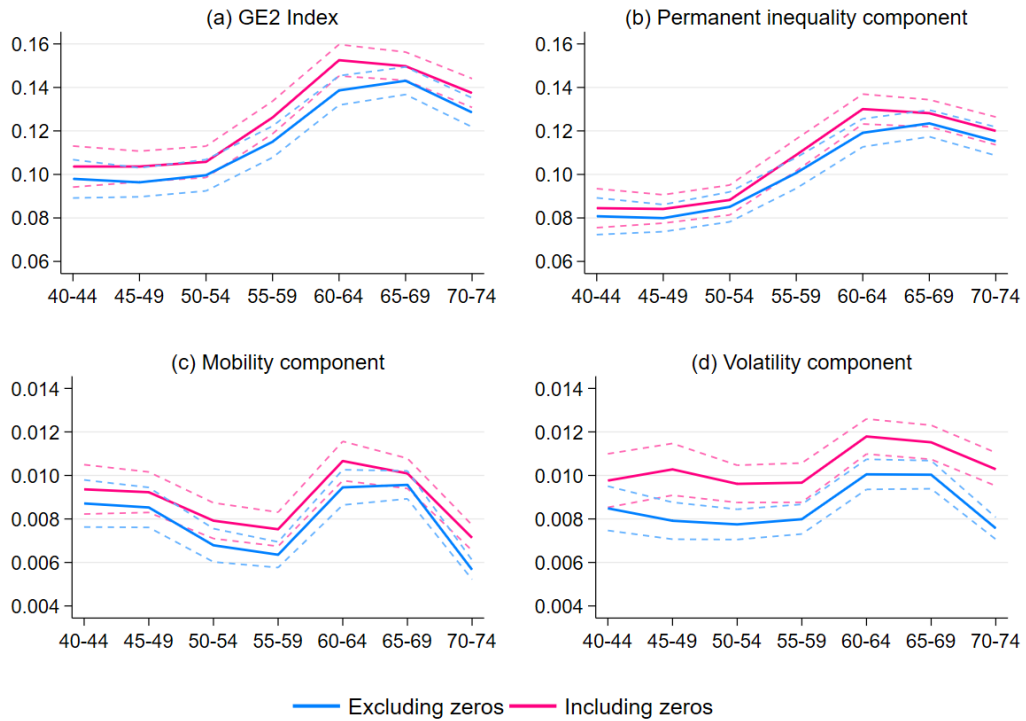 (a) GE2 Index
0.16
0.14
0.12
0.10
0.08
0.06
40-44 45-49 50-54 55-59 60-64 65-69 70-74
(b) Permanent inequality component
0.16
0.14
0.12
0.10
0.08
0.06
40-44 45-49 50-54 55-59 60-64 65-69 70-74
(c) Mobility component
0.014
0.012
0.010
0.008
0.006
0.004
40-44 45-49 50-54 55-59 60-64 65-69 70-74
(d) Volatility component
0.014
0.012
0.010
0.008
0.006
0.004
40-44 45-49 50-54 55-59 60-64 65-69 70-74
Excluding zeros Including zeros